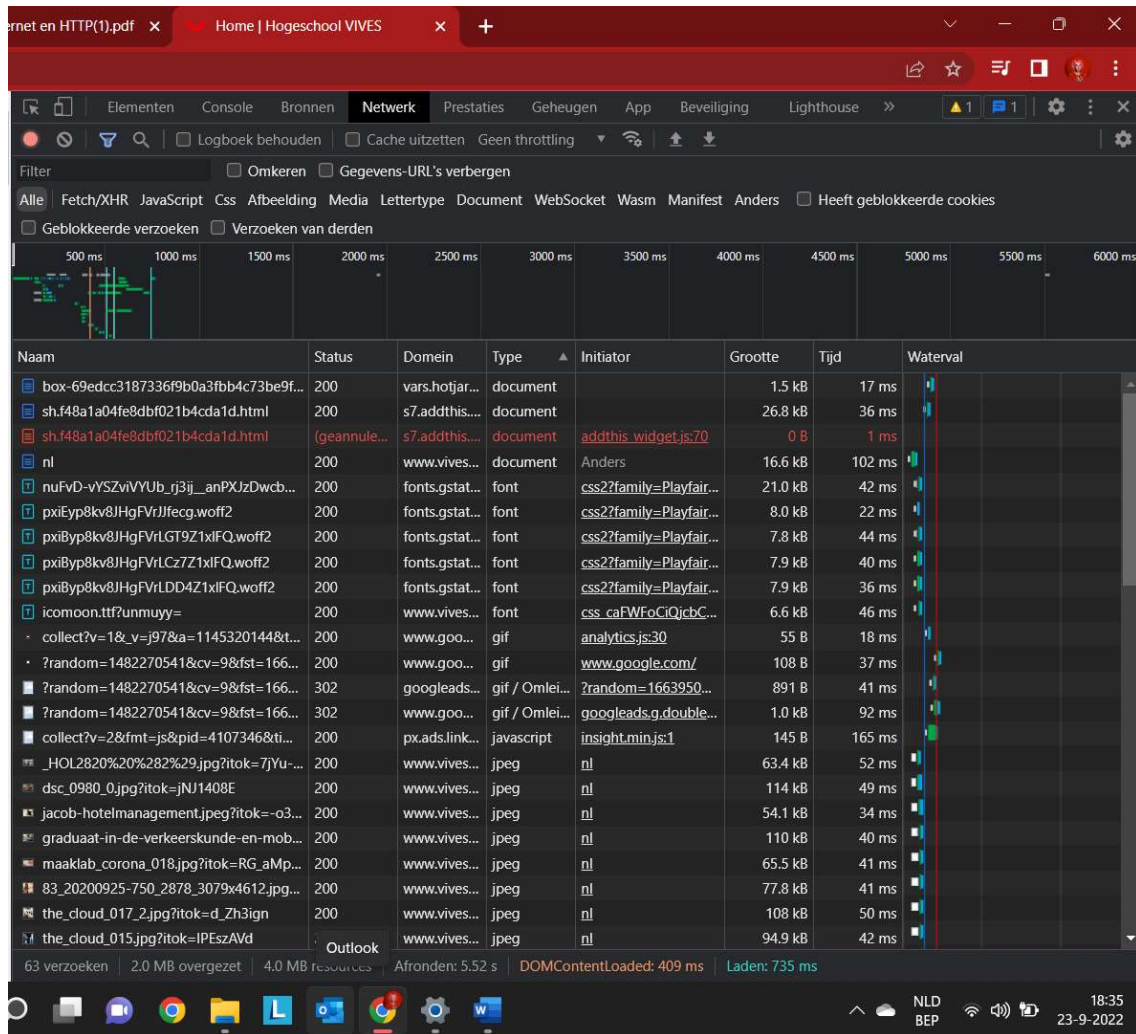 ernet en HTTP(1).pdf Home | Hogeschool VIVES
Elementen Console Bronnen Netwerk Prestaties Geheugen App Beveiliging Lighthouse » 1 1
Logboek behouden Cache uitzetten Geen throttling
Filter Omkeren Gegevens-URL's verbergen
Alle Fetch/XHR JavaScript Css Afbeelding Media Lettertype Document WebSocket Wasm Manifest Anders Heeft geblokkeerde cookies
Geblokkeerde verzoeken Verzoeken van derden
500 ms 1000 ms 1500 ms 2000 ms 2500 ms 3000 ms 3500 ms 4000 ms 4500 ms 5000 ms 5500 ms 6000 ms
Naam Status Domein Type Initiator Grootte Tijd Waterval
box-69edcc3187336f9b0a3fbb4c73be9f... 200 vars.hotjar... document 1.5 kB 17 ms
sh.f48a1a04fe8dbf021b4cda1d.html 200 s7.addthis.... document 26.8 kB 36 ms
sh.f48a1a04fe8dbf021b4cda1d.html (geannule... s7.addthis.... document addthis_widget.js:70 0 B 1 ms
nl 200 www.vives... document Anders 16.6 kB 102 ms
nuFvD-vYSZviVYUb_rj3ij__anPXJzDwcb... 200 fonts.gstat... font css2?family=Playfair... 21.0 kB 42 ms
pxiEyp8kv8JHgFVrJJfecg.woff2 200 fonts.gstat... font css2?family=Playfair... 8.0 kB 22 ms
pxiByp8kv8JHgFVrLGT9Z1xlFQ.woff2 200 fonts.gstat... font css2?family=Playfair... 7.8 kB 44 ms
pxiByp8kv8JHgFVrLCz7Z1xlFQ.woff2 200 fonts.gstat... font css2?family=Playfair... 7.9 kB 40 ms
pxiByp8kv8JHgFVrLDD4Z1xlFQ.woff2 200 fonts.gstat... font css2?family=Playfair... 7.9 kB 36 ms
icomoon.ttf?unmuyy= 200 www.vives... font css_caFWFoCiQjcbC... 6.6 kB 46 ms
collect?v=1&_v=j97&a=1145320144&t... 200 www.goo... gif analytics.js:30 55 B 18 ms
?random=1482270541&cv=9&fst=166... 200 www.goo... gif www.google.com/ 108 B 37 ms
?random=1482270541&cv=9&fst=166... 302 googleads... gif / Omlei... ?random=1663950... 891 B 41 ms
?random=1482270541&cv=9&fst=166... 302 www.goo... gif / Omlei... googleads.g.double... 1.0 kB 92 ms
collect?v=2&fmt=js&pid=4107346&ti... 200 px.ads.link... javascript insight.min.js:1 145 B 165 ms
_HOL2820%20%282%29.jpg?itok=7jYu-... 200 www.vives... jpeg nl 63.4 kB 52 ms
dsc_0980_0.jpg?itok=jNJ1408E 200 www.vives... jpeg nl 114 kB 49 ms
jacob-hotelmanagement.jpeg?itok=-o3... 200 www.vives... jpeg nl 54.1 kB 34 ms
graduaat-in-de-verkeerskunde-en-mob... 200 www.vives... jpeg nl 110 kB 40 ms
maaklab_corona_018.jpg?itok=RG_aMp... 200 www.vives... jpeg nl 65.5 kB 41 ms
83_20200925-750_2878_3079x4612.jpg... 200 www.vives... jpeg nl 77.8 kB 41 ms
the_cloud_017_2.jpg?itok=d_Zh3ign 200 www.vives... jpeg nl 108 kB 50 ms
the_cloud_015.jpg?itok=IPEszAVd www.vives... jpeg nl 94.9 kB 42 ms
Outlook
63 verzoeken 2.0 MB overgezet 4.0 MB resources Afronden: 5.52 s DOMContentLoaded: 409 ms Laden: 735 ms
NLD 18:35
BEP 23-9-2022